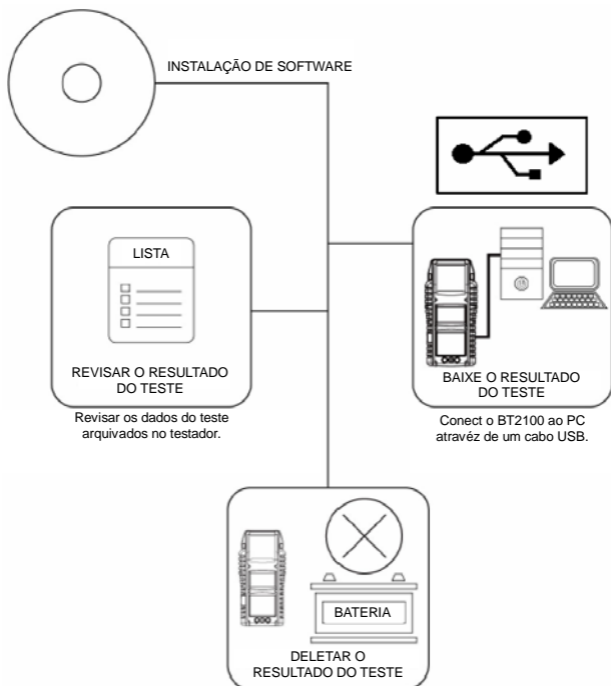 INSTALAÇÃO DE SOFTWARE
LISTA
REVISAR O RESULTADO
DO TESTE
Revisar os dados do teste
arquivados no testador.
BAIXE O RESULTADO
DO TESTE
Conect o BT2100 ao PC
atravéz de um cabo USB.
BATERIA
DELETAR O
RESULTADO DO TESTE